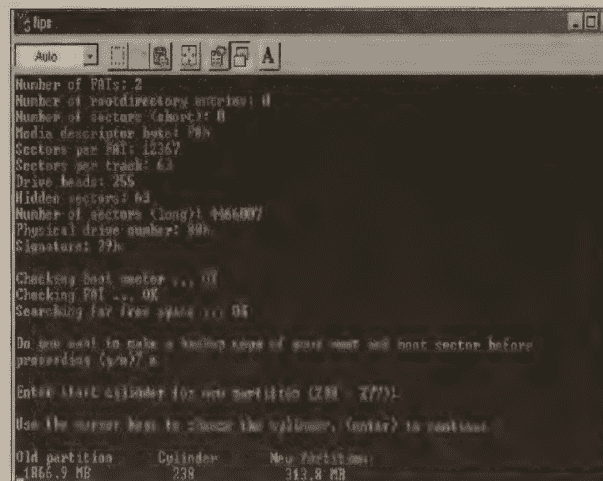 fips
Auto
A
Number of FATs: 2
Number of rootdirectory entries: 0
Number of sectors (short): 0
Media descriptor byte: F8h
Sectors per FAT: 12367
Sectors per track: 63
Drive heads: 255
Hidden sectors: 63
Number of sectors (long):
Physical drive number: 80h
Signature: 29h
Checking boot sector ... OK
Checking FAT ... OK
Searching for free space ... OK
Do you want to make a backup copy of your root and boot sector before
proceeding (y/n)? n
Enter start cylinder for new partition
Use the cursor keys to choose the cylinder, (enter) to continue
Old partition Cylinder New Partition
1866.9 MB 238 313.8 MB